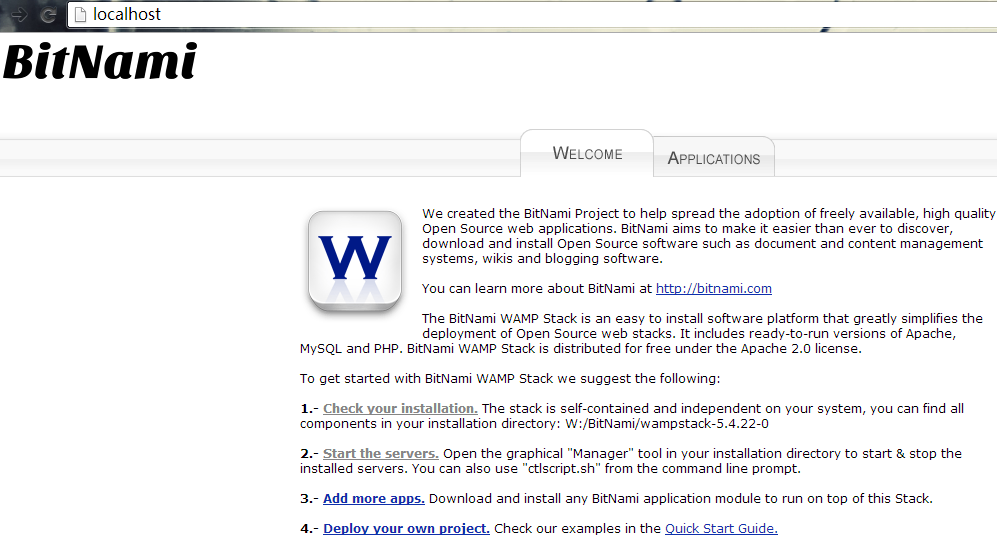 localhost
BitNami
WELCOME
APPLICATIONS
W
We created the BitNami Project to help spread the adoption of freely available, high quality
Open Source web applications. BitNami aims to make it easier than ever to discover,
download and install Open Source software such as document and content management
systems, wikis and blogging software.
You can learn more about BitNami at http://bitnami.com
The BitNami WAMP Stack is an easy to install software platform that greatly simplifies the
deployment of Open Source web stacks. It includes ready-to-run versions of Apache,
MySQL and PHP. BitNami WAMP Stack is distributed for free under the Apache 2.0 license.
To get started with BitNami WAMP Stack we suggest the following:
1.- Check your installation. The stack is self-contained and independent on your system, you can find all
components in your installation directory: W:/BitNami/wampstack-5.4.22-0
2.- Start the servers. Open the graphical "Manager" tool in your installation directory to start & stop the
installed servers. You can also use "ctlscript.sh" from the command line prompt.
3.- Add more apps. Download and install any BitNami application module to run on top of this Stack.
4.- Deploy your own project. Check our examples in the Quick Start Guide.